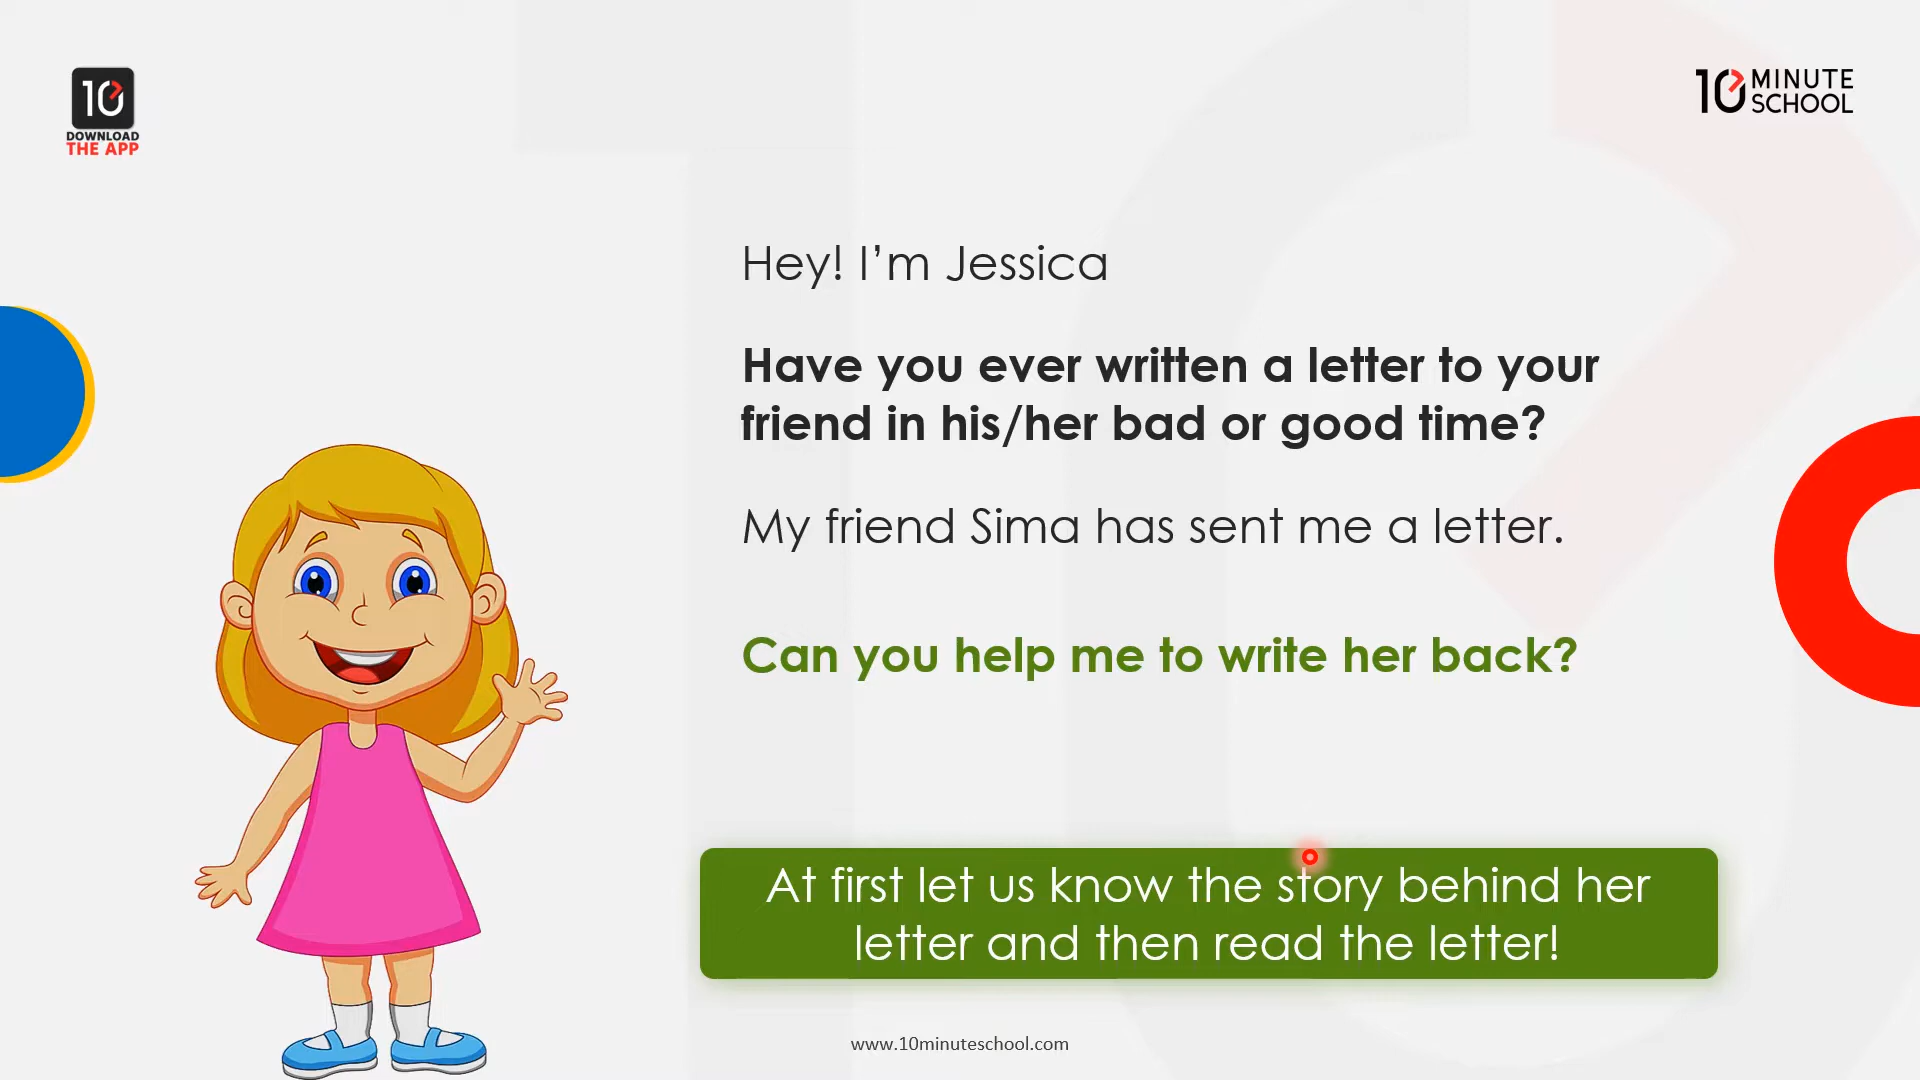 10
DOWNLOAD
THE APP
10 MINUTE
SCHOOL
Hey! I’m Jessica
Have you ever written a letter to your
friend in his/her bad or good time?
My friend Sima has sent me a letter.
Can you help me to write her back?
At first let us know the story behind her
letter and then read the letter!
www.10minuteschool.com